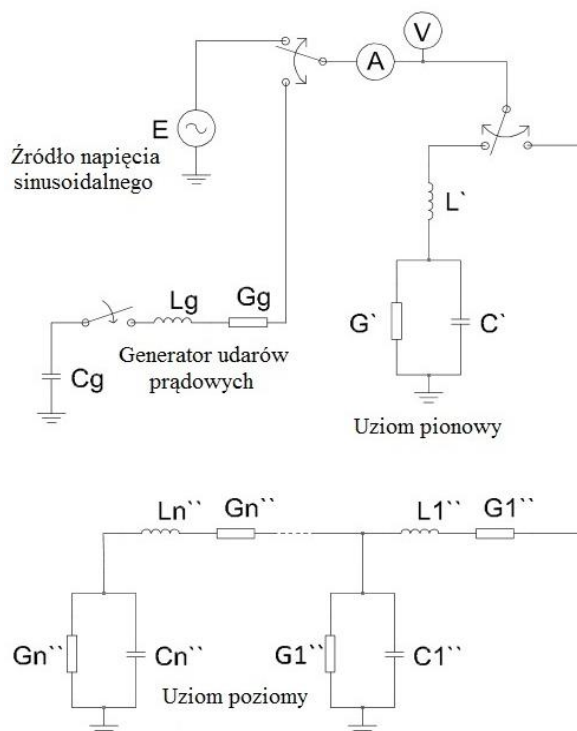 V
A
E
Źródło napięcia
sinusoidalnego
L`
Lg
Gg
G`
C`
Generator udarów
prądowych
Cg
Uziom pionowy
Ln``
Gn``
L1``
G1``
Gn``
Cn``
G1``
C1``
Uziom poziomy